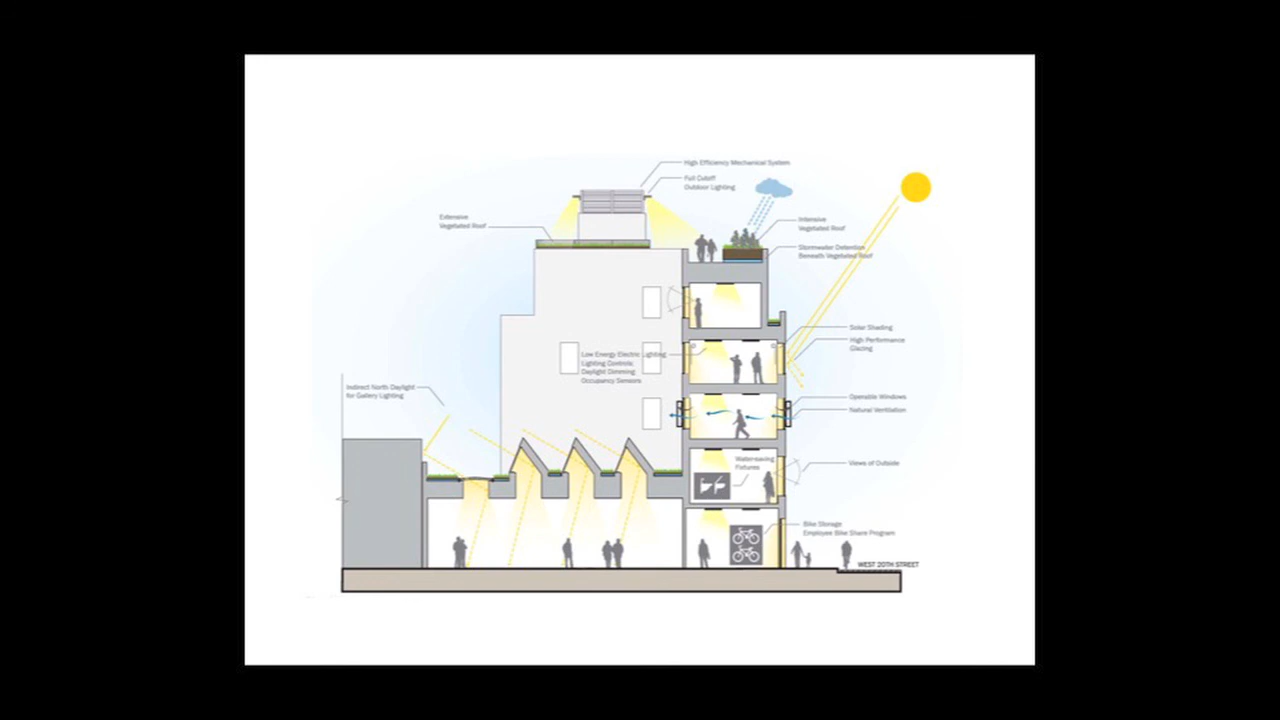 High Efficiency Mechanical System
Full Cutoff
Outdoor Lighting
Extensive
Vegetated Roof
Intensive
Vegetated Roof
Stormwater Detention
Beneath Vegetated Roof
Solar Shading
High Performance
Glazing
Low Energy Electric Lighting
Lighting Controls;
Daylight Dimming,
Occupancy Sensors
Indirect North Daylight
for Gallery Lighting
Operable Windows
Natural Ventilation
Water-saving
Fixtures
Views of Outside
Bike Storage
Employee Bike Share Program
WEST 20TH STREET